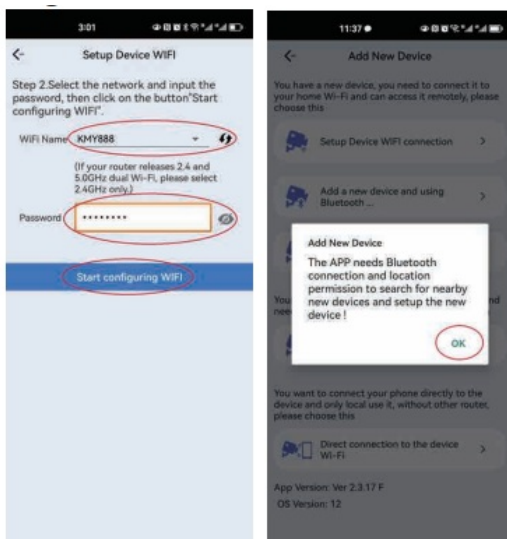 3:01
Setup Device WIFI
Step 2.Select the network and input the
password, then click on the button"Start
configuring WIFI".
WiFi Name KMY888
(If your router releases 2.4 and
5.0GHz dual Wi-Fi, please select
2.4GHz only.)
Password ········
Start configuring WIFI
11:37
Add New Device
You have a new device, you need to connect it to
your home Wi-Fi and can access it remotely, please
choose this
Setup Device WIFI connection
Add a new device and using
Bluetooth ...
Add New Device
The APP needs Bluetooth
connection and location
permission to search for nearby
new devices and setup the new
device !
OK
You want to connect your phone directly to the
device and only local use it, without other router,
please choose this
Direct connection to the device
Wi-Fi
App Version: Ver 2.3.17 F
OS Version: 12